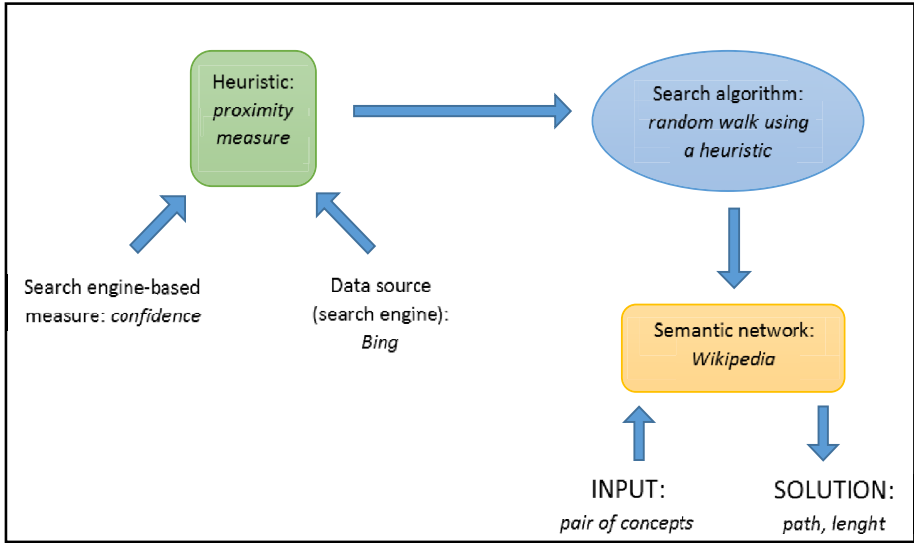 Heuristic:
proximity
measure
Search algorithm:
random walk using
a heuristic
Search engine-based
measure: confidence
Data source
(search engine):
Bing
Semantic network:
Wikipedia
INPUT:
pair of concepts
SOLUTION:
path, lenght